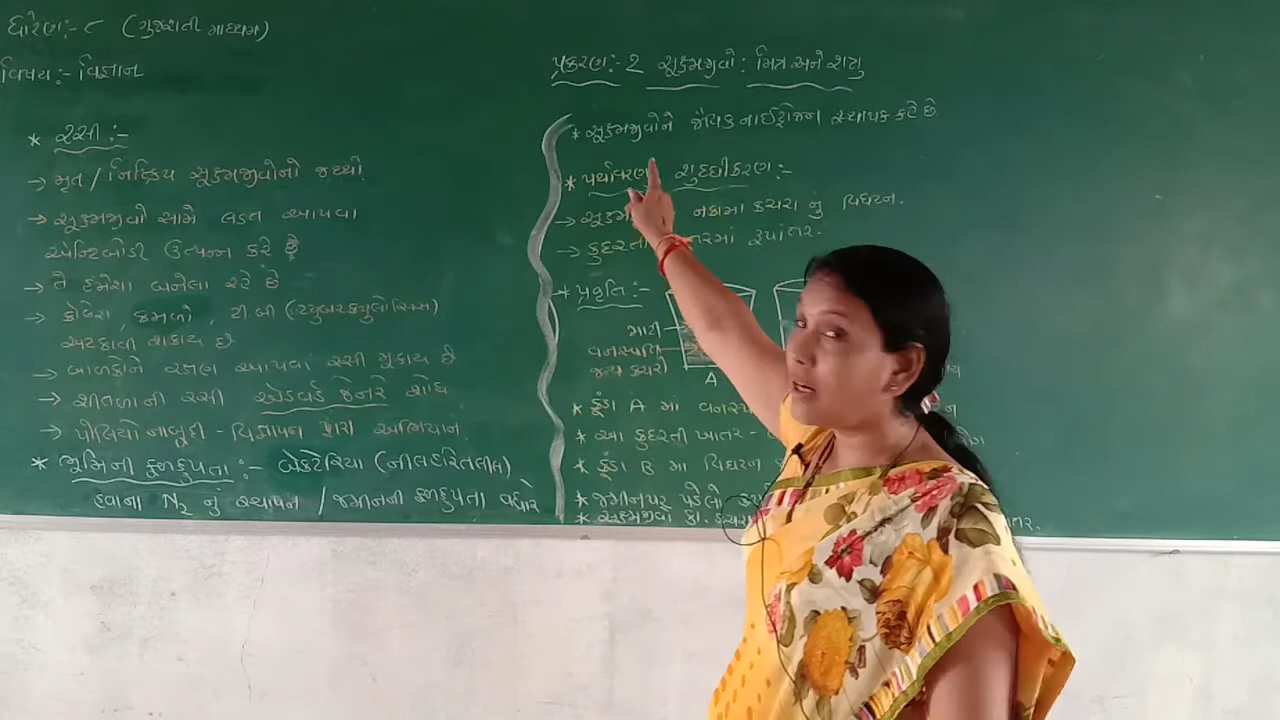 ધોરણ:- ૮ (ગુજરાતી માધ્યમ)
વિષય:- વિજ્ઞાન
* રસી :-
→ મૃત / નિષ્ક્રિય સૂક્ષ્મજીવોનો જથ્થો.
→ સૂક્ષ્મજીવો સામે લડત આપવા
એન્ટિબોડી ઉત્પન્ન કરે છે
→ તે હંમેશા બનેલા રહે છે
→ કોલેરા, કમળો, ટી.બી (ટ્યુબરક્યુલોસિસ)
અટકાવી શકાય છે
→ બાળકોને રક્ષણ આપવા રસી મૂકાય છે
→ શીતળાની રસી એડવર્ડ જેનરે શોધ
→ પોલિયો નાબૂદી - વિજ્ઞાપન દ્વારા અભિયાન
* ભૂમિની ફળદ્રુપતા :- બેક્ટેરિયા (નીલહરિતલીલ)
હવાના N₂ નું સ્થાપન / જમીનની ફળદ્રુપતા વધારે
પ્રકરણ:- 2 સૂક્ષ્મજીવો : મિત્ર અને શત્રુ
* સૂક્ષ્મજીવોને જૈવિક નાઈટ્રોજન સ્થાપક કહે છે.
* પર્યાવરણ શુદ્ધીકરણ:-
→ નકામા કચરા નું વિઘટન.
→ કુદરતી રૂપાંતર.
* પ્રવૃતિ :-
માટી
વનસ્પતિ
જન્ય કચરો
A
* કૂંડા A માં
* આ કુદરતી ખાતર -
* કૂંડા B માં વિઘટન
* જમીનપર પડેલો
* સૂક્ષ્મજીવો